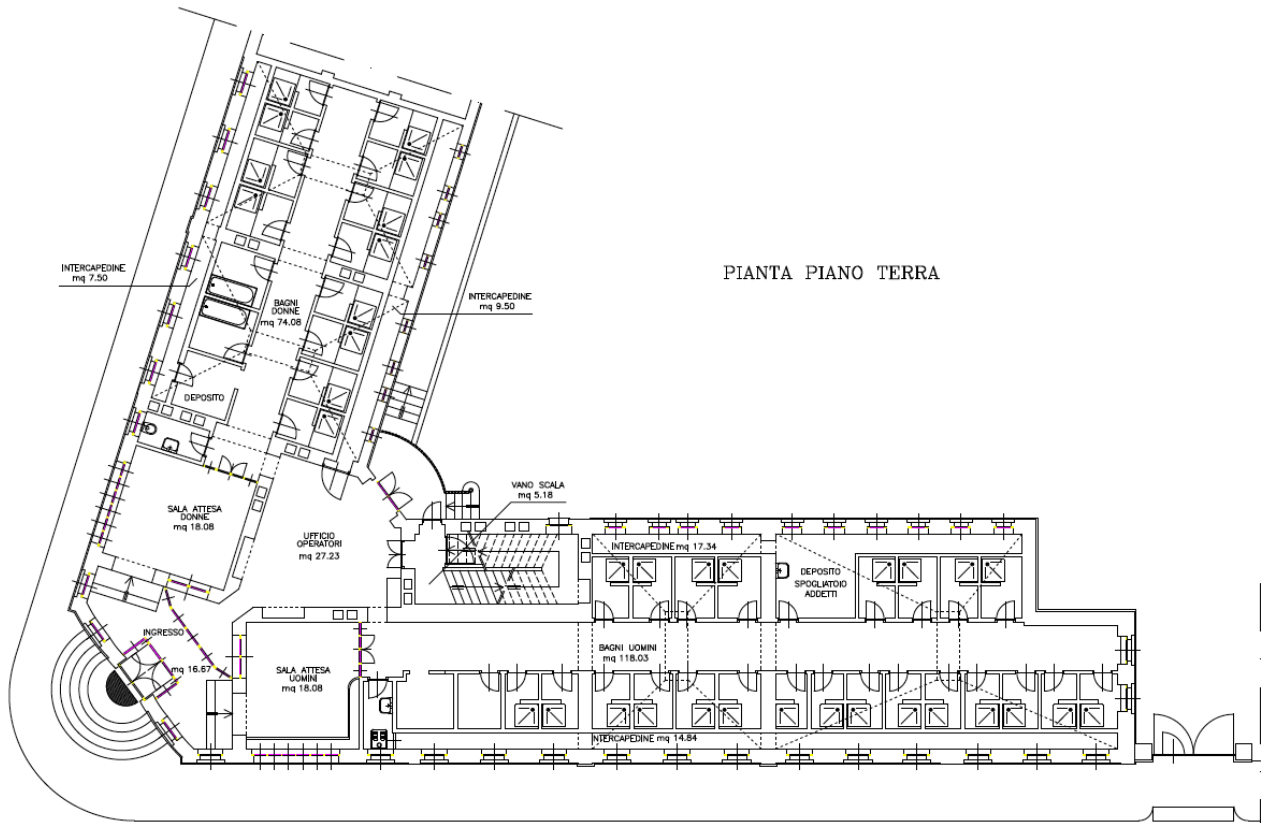 PIANTA PIANO TERRA
INTERCAPEDINE
mq 7.50
INTERCAPEDINE
mq 9.50
BAGNI
DONNE
mq 74.08
DEPOSITO
SALA ATTESA
DONNE
mq 18.08
UFFICIO
OPERATORI
mq 27.23
VANO SCALA
mq 5.18
INTERCAPEDINE mq 17.34
DEPOSITO
SPOGLIATOIO
ADDETTI
INGRESSO
mq 16.67
SALA ATTESA
UOMINI
mq 18.08
BAGNI UOMINI
mq 118.03
INTERCAPEDINE mq 14.84